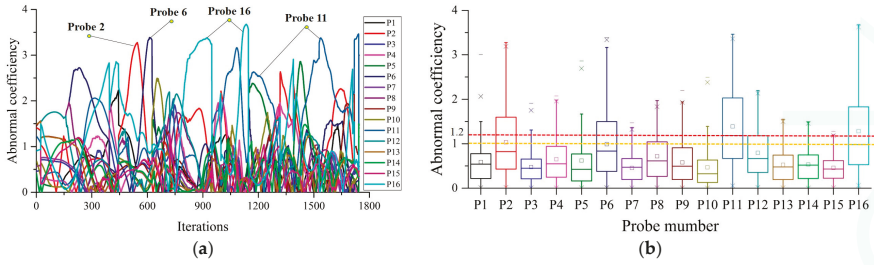 (a)
Abnormal coefficiency
4
3
2
1
0
Probe 2
Probe 6
Probe 16
Probe 11
0 300 600 900 1200 1500 1800
Iterations
P1
P2
P3
P4
P5
P6
P7
P8
P9
P10
P11
P12
P13
P14
P15
P16
(a)
(b)
Abnormal coefficiency
4
3
2
1.2
1
0
P1 P2 P3 P4 P5 P6 P7 P8 P9 P10 P11 P12 P13 P14 P15 P16
Probe mumber
(b)